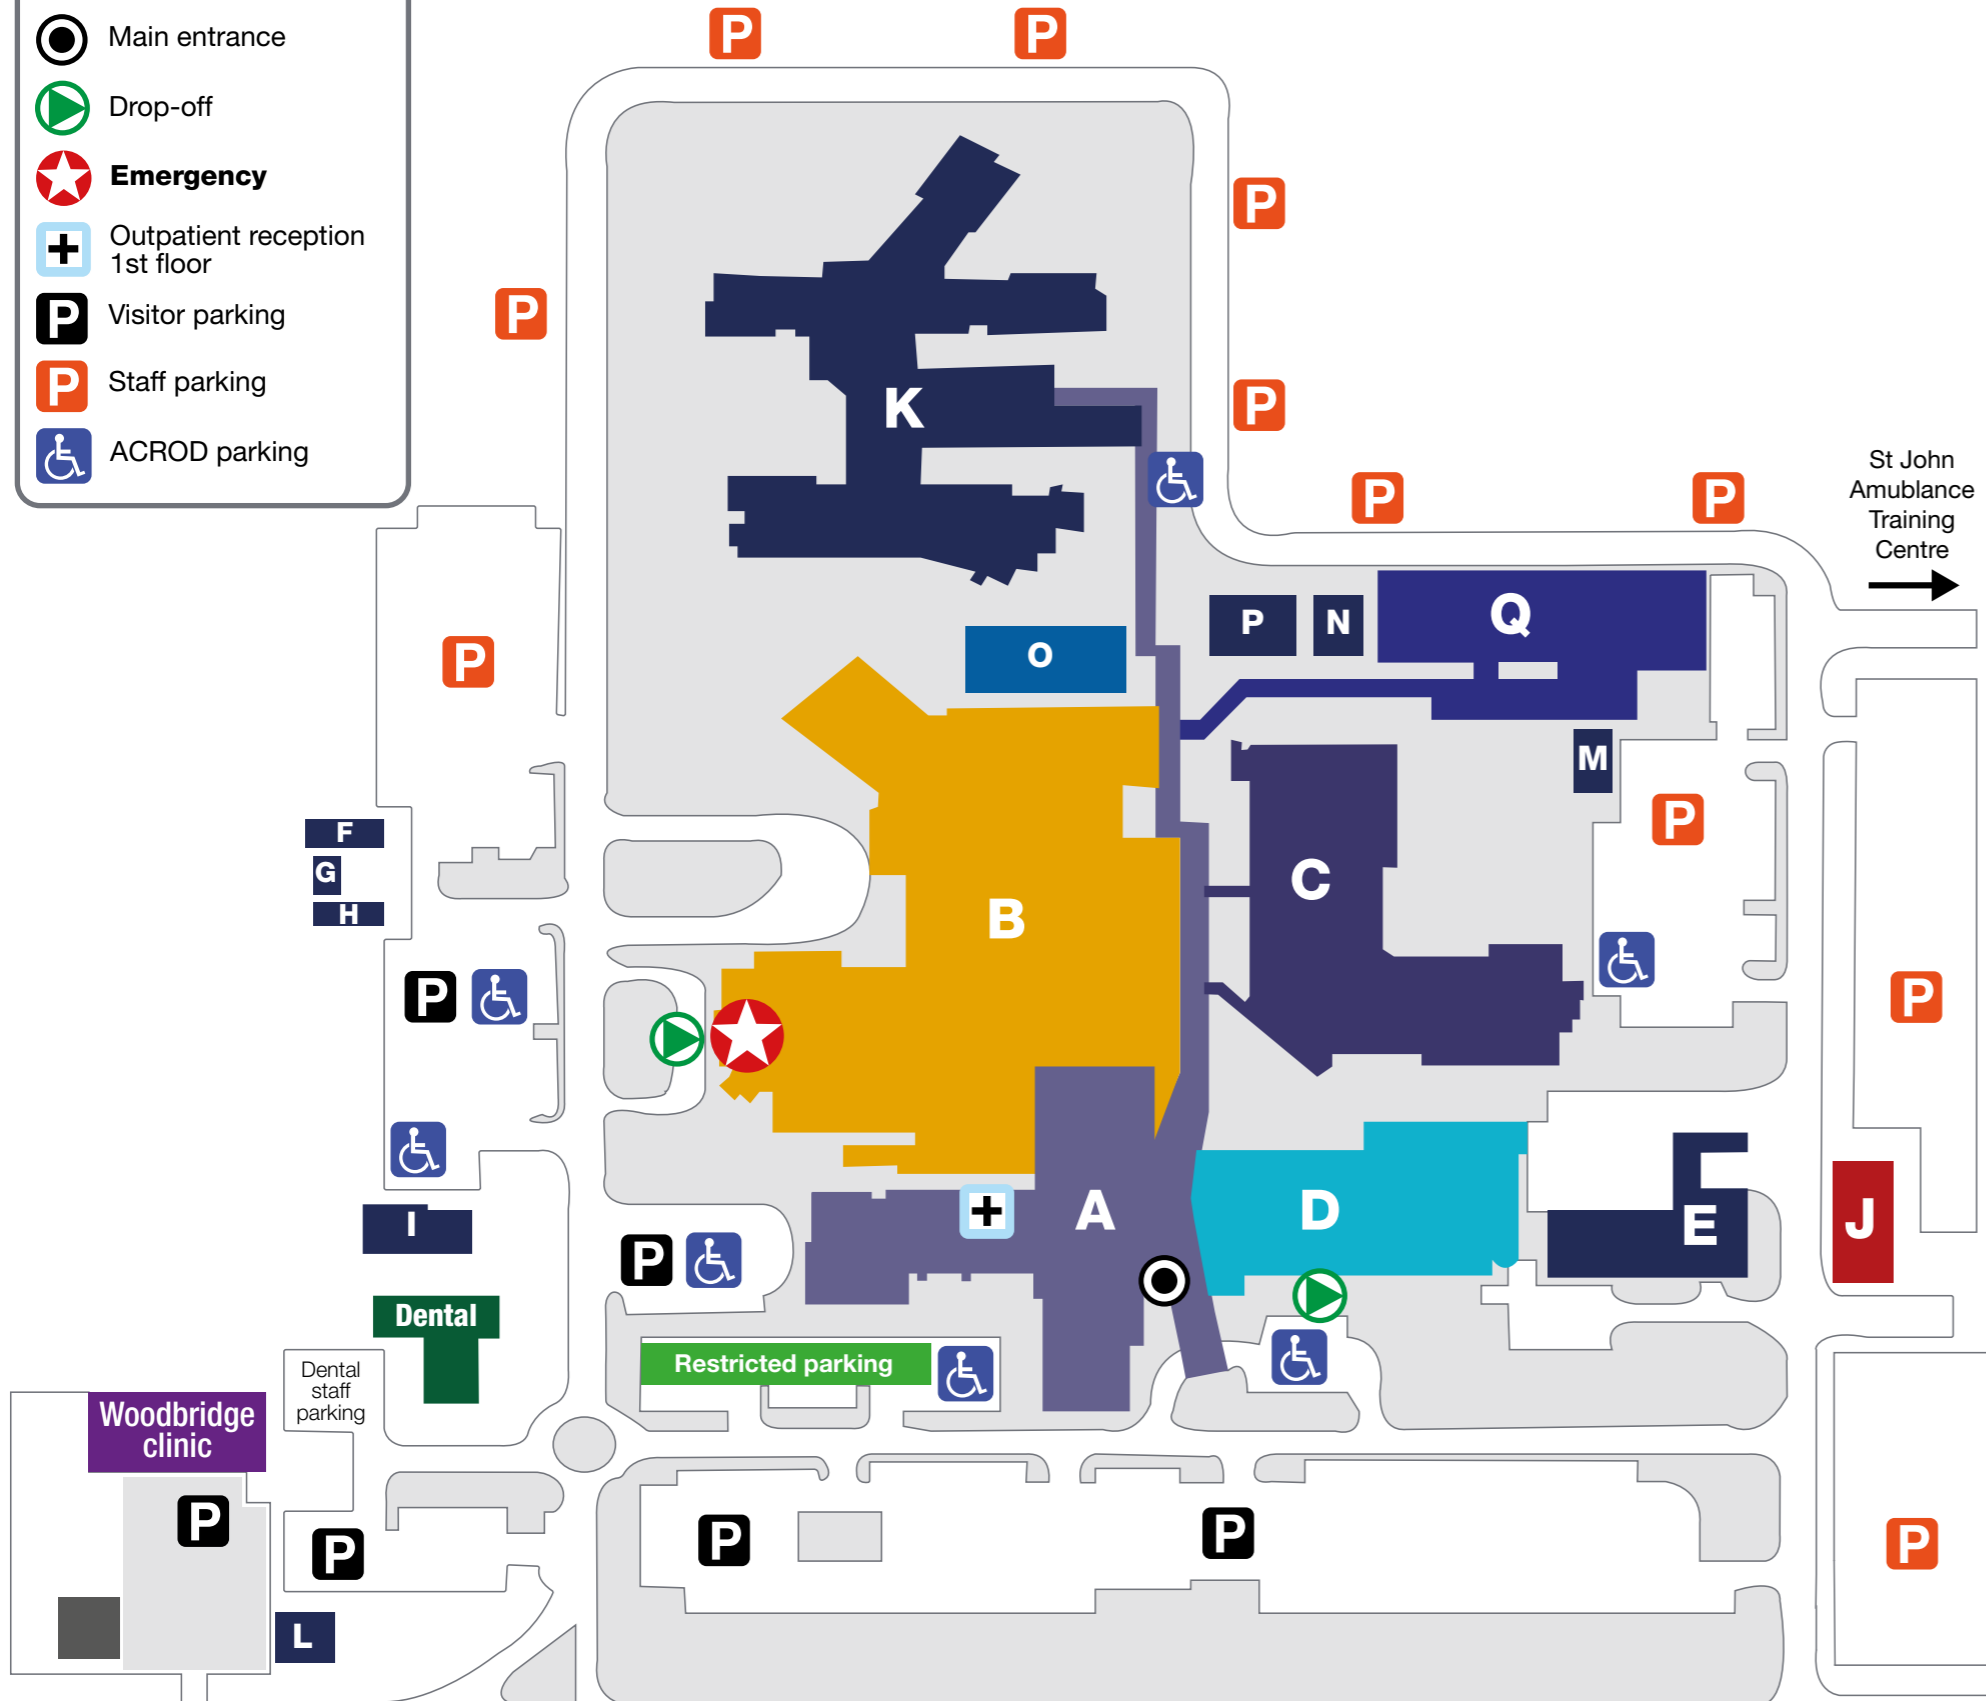 Main entrance
Drop-off
Emergency
Outpatient reception
1st floor
P Visitor parking
P Staff parking
ACROD parking
P
P
P
P
P
P
P
K
St John
Amublance
Training
Centre
P
P
N
Q
O
M
P
F
G
H
B
C
P
P
A
D
E
J
I
P
Dental
Restricted parking
Dental
staff
parking
Woodbridge
clinic
P
P
P
P
P
L